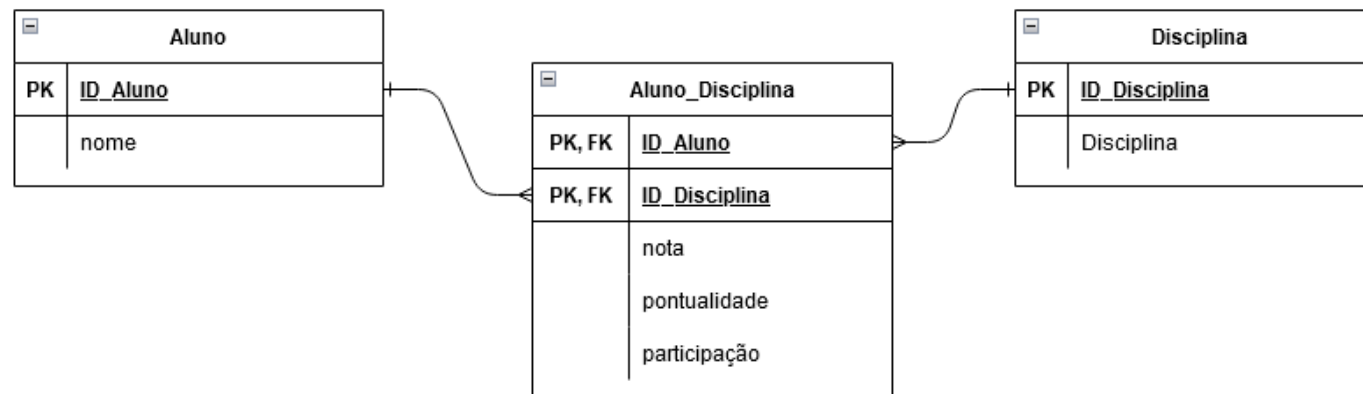 Aluno
PK ID_Aluno
nome
Aluno_Disciplina
PK, FK ID_Aluno
PK, FK ID_Disciplina
nota
pontualidade
participação
Disciplina
PK ID_Disciplina
Disciplina